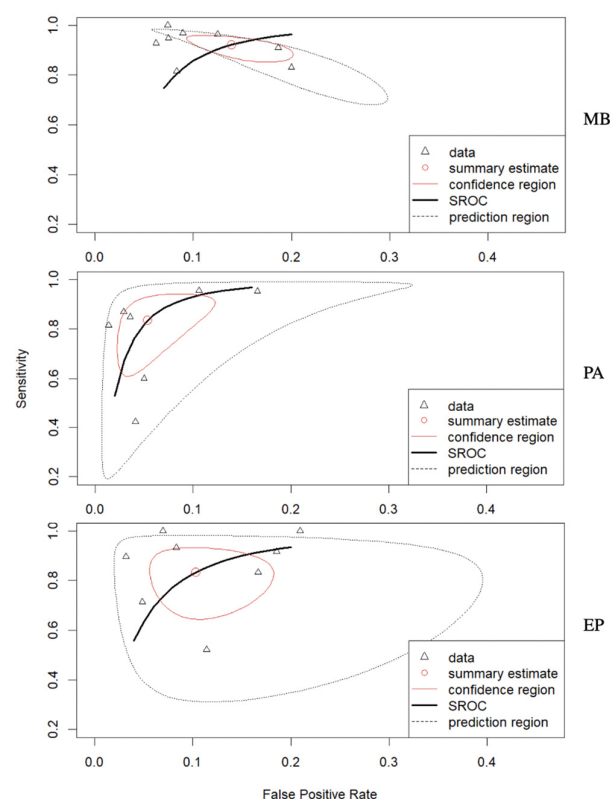 1.0
0.8
0.6
0.4
0.2
0.0
0.1
0.2
0.3
0.4
data
summary estimate
confidence region
SROC
prediction region
MB
1.0
0.8
0.6
0.4
0.2
0.0
0.1
0.2
0.3
0.4
data
summary estimate
confidence region
SROC
prediction region
PA
Sensitivity
1.0
0.8
0.6
0.4
0.2
0.0
0.1
0.2
0.3
0.4
data
summary estimate
confidence region
SROC
prediction region
EP
False Positive Rate